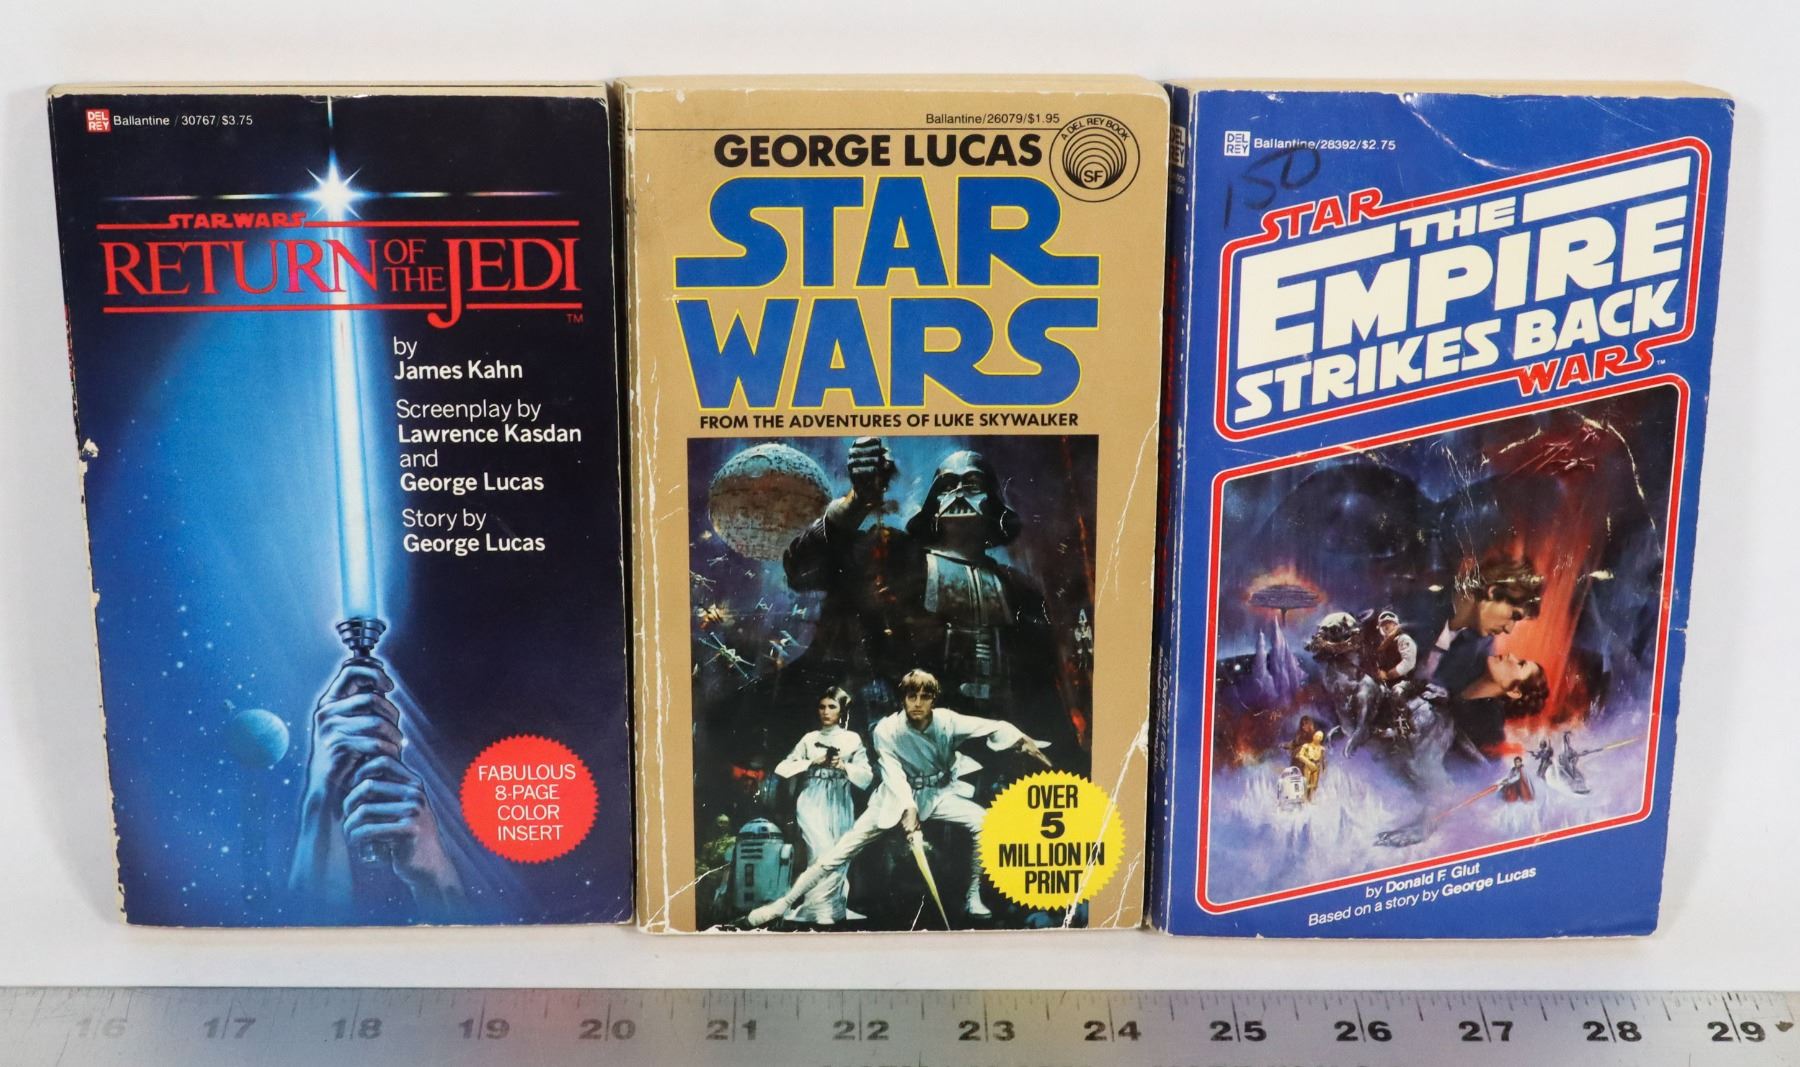 DEL REY Ballantine / 30767/$3.75
STAR WARS
RETURN OF THE JEDI
TM
by
James Kahn
Screenplay by
Lawrence Kasdan
and
George Lucas
Story by
George Lucas
FABULOUS
8-PAGE
COLOR
INSERT
Ballantine/26079/$1.95
A DEL REY BOOK
SF
GEORGE LUCAS
STAR
WARS
FROM THE ADVENTURES OF LUKE SKYWALKER
OVER
5
MILLION IN
PRINT
DEL REY Ballantine/28392/$2.75
150
STAR
THE
EMPIRE
STRIKES BACK
WARS™
by Donald F. Glut
Based on a story by George Lucas
16 17 18 19 20 21 22 23 24 25 26 27 28 29